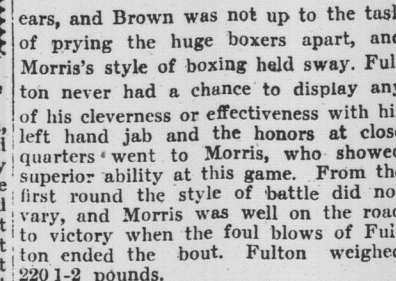 ears, and Brown was not up to the task
of prying the huge boxers apart, and
Morris's style of boxing held sway. Ful-
ton never had a chance to display any
of his cleverness or effectiveness with his
left hand jab and the honors at close
quarters went to Morris, who showed
superior ability at this game. From the
first round the style of battle did not
vary, and Morris was well on the road
to victory when the foul blows of Ful-
ton ended the bout. Fulton weighed
220 1-2 pounds.